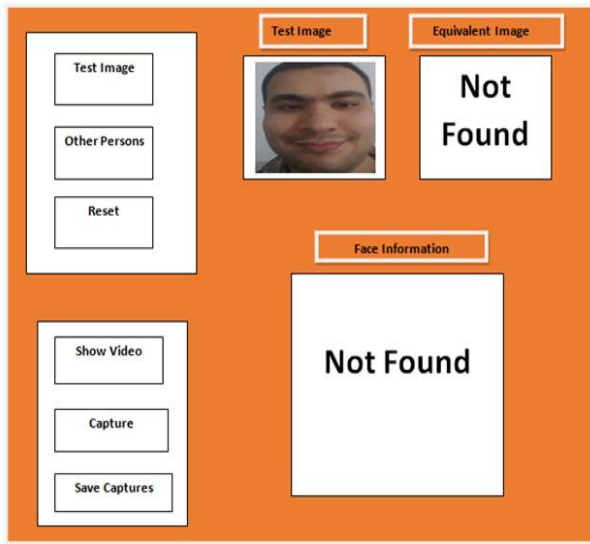 Test Image
Equivalent Image
Test Image
Other Persons
Reset
Not
Found
Face Information
Not Found
Show Video
Capture
Save Captures